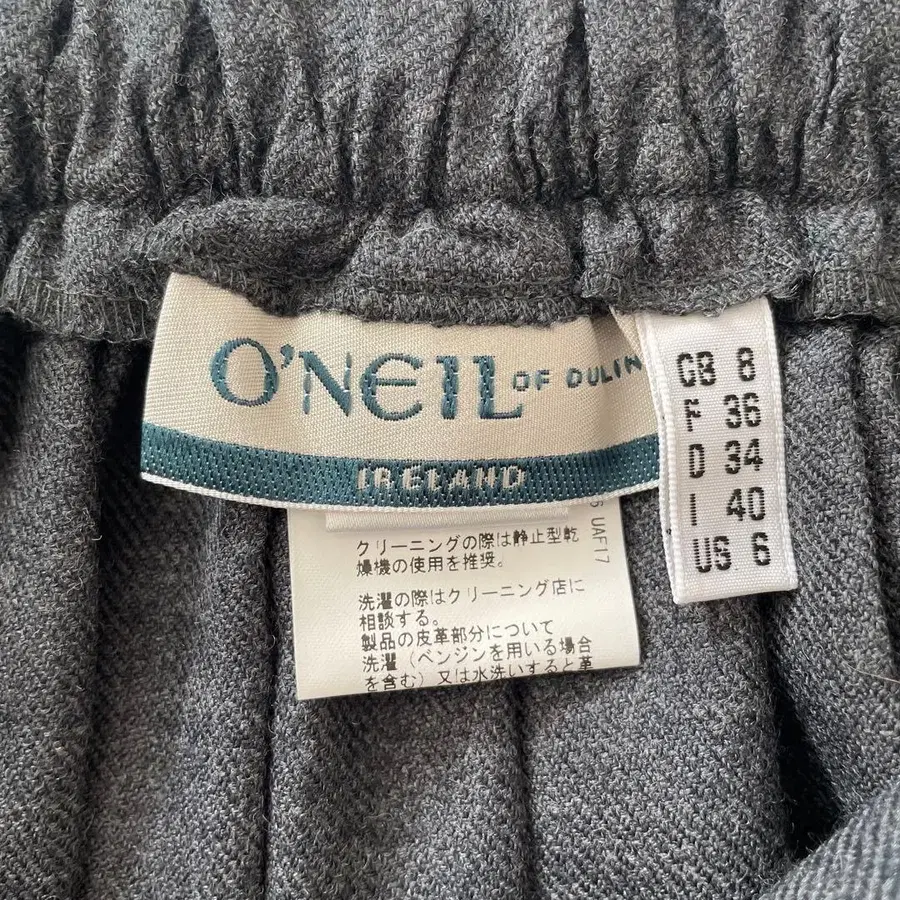 O'NEIL OF DULIN
IRELAND
GB 8
F 36
D 34
I 40
US 6
UAF17
クリーニングの際は静止型乾
燥機の使用を推奨。
洗濯の際はクリーニング店に
相談する。
製品の皮革部分について
洗濯（ベンジンを用いる場合
を含む）又は水洗いすると革